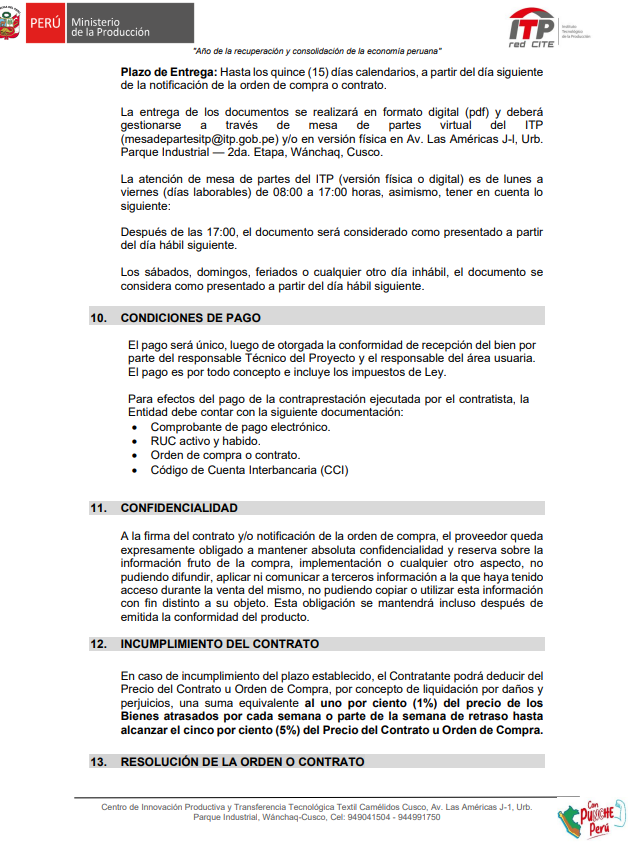 PERÚ
Ministerio
de la Producción
ITP
red CITE
Instituto
Tecnológico
de la Producción
"Año de la recuperación y consolidación de la economía peruana"
Plazo de Entrega: Hasta los quince (15) días calendarios, a partir del día siguiente
de la notificación de la orden de compra o contrato.
La entrega de los documentos se realizará en formato digital (pdf) y deberá
gestionarse a través de mesa de partes virtual del ITP
(mesadepartesitp@itp.gob.pe) y/o en versión física en Av. Las Américas J-I, Urb.
Parque Industrial — 2da. Etapa, Wánchaq, Cusco.
La atención de mesa de partes del ITP (versión física o digital) es de lunes a
viernes (días laborables) de 08:00 a 17:00 horas, asimismo, tener en cuenta lo
siguiente:
Después de las 17:00, el documento será considerado como presentado a partir
del día hábil siguiente.
Los sábados, domingos, feriados o cualquier otro día inhábil, el documento se
considera como presentado a partir del día hábil siguiente.
10. CONDICIONES DE PAGO
El pago será único, luego de otorgada la conformidad de recepción del bien por
parte del responsable Técnico del Proyecto y el responsable del área usuaria.
El pago es por todo concepto e incluye los impuestos de Ley.
Para efectos del pago de la contraprestación ejecutada por el contratista, la
Entidad debe contar con la siguiente documentación:
• Comprobante de pago electrónico.
• RUC activo y habido.
• Orden de compra o contrato.
• Código de Cuenta Interbancaria (CCI)
11. CONFIDENCIALIDAD
A la firma del contrato y/o notificación de la orden de compra, el proveedor queda
expresamente obligado a mantener absoluta confidencialidad y reserva sobre la
información fruto de la compra, implementación o cualquier otro aspecto, no
pudiendo difundir, aplicar ni comunicar a terceros información a la que haya tenido
acceso durante la venta del mismo, no pudiendo copiar o utilizar esta información
con fin distinto a su objeto. Esta obligación se mantendrá incluso después de
emitida la conformidad del producto.
12. INCUMPLIMIENTO DEL CONTRATO
En caso de incumplimiento del plazo establecido, el Contratante podrá deducir del
Precio del Contrato u Orden de Compra, por concepto de liquidación por daños y
perjuicios, una suma equivalente al uno por ciento (1%) del precio de los
Bienes atrasados por cada semana o parte de la semana de retraso hasta
alcanzar el cinco por ciento (5%) del Precio del Contrato u Orden de Compra.
13. RESOLUCIÓN DE LA ORDEN O CONTRATO
Centro de Innovación Productiva y Transferencia Tecnológica Textil Camélidos Cusco, Av. Las Américas J-1, Urb.
Parque Industrial, Wánchaq-Cusco, Cel: 949041504 - 944991750
Con
PUNCHE
Perú